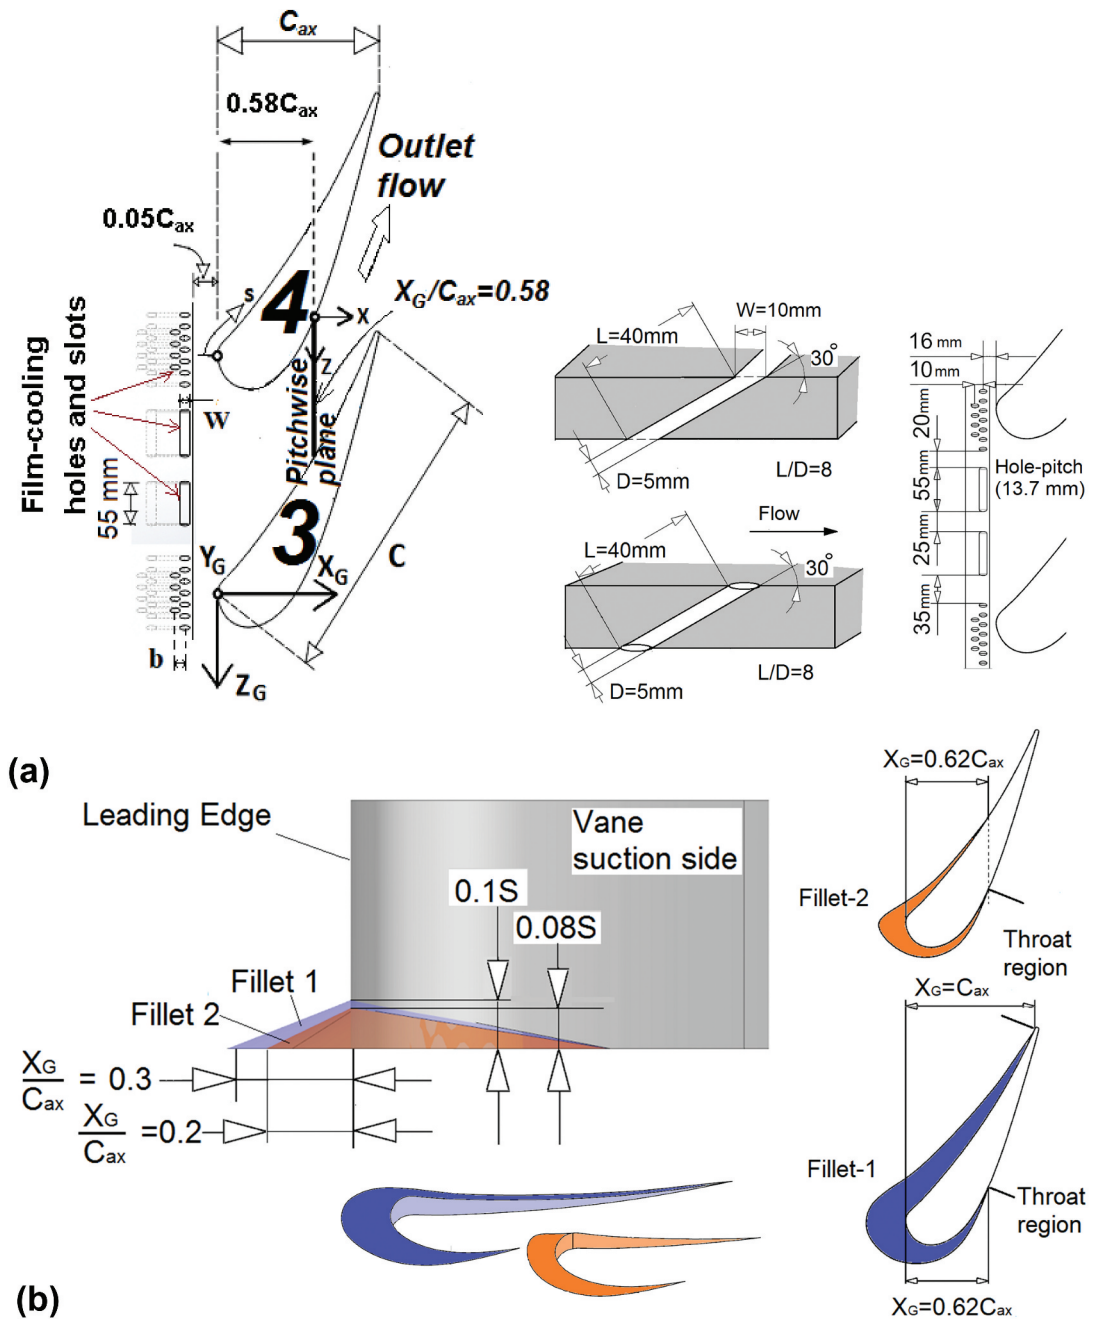 Cax
0.58Cax
Outlet
flow
0.05Cax
s
4
XG/Cax=0.58
X
Z
Film-cooling
holes and slots
W
Pitchwise
plane
55 mm
3
C
YG
XG
b
ZG
W=10mm
L=40mm
30°
D=5mm
L/D=8
Flow
L=40mm
30°
D=5mm
L/D=8
16 mm
10 mm
20mm
55mm
Hole-pitch
(13.7 mm)
25mm
35mm
(a)
Leading Edge
Vane
suction side
0.1S
0.08S
Fillet 1
Fillet 2
XG/Cax = 0.3
XG/Cax =0.2
XG=0.62Cax
Fillet-2
Throat
region
XG=Cax
Fillet-1
Throat
region
XG=0.62Cax
(b)